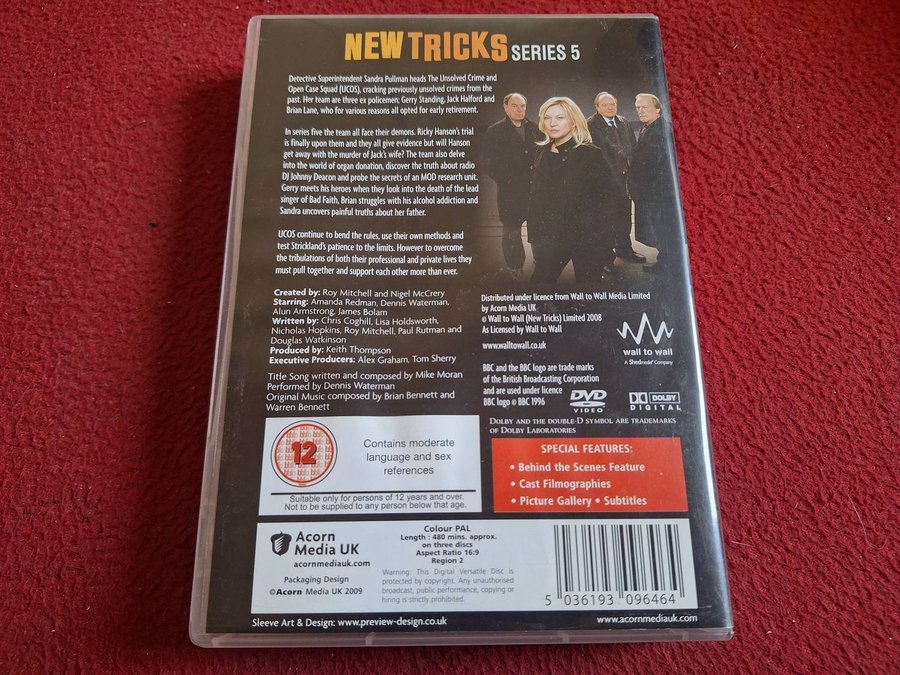 NEW TRICKS SERIES 5
Detective Superintendent Sandra Pullman heads The Unsolved Crime and
Open Case Squad (UCOS), cracking previously unsolved crimes from the
past. Her team are three ex policemen; Gerry Standing, Jack Halford and
Brian Lane, who for various reasons all opted for early retirement.
In series five the team all face their demons. Ricky Hanson's trial
is finally upon them and they all give evidence but will Hanson
get away with the murder of Jack's wife? The team also delve
into the world of organ donation, discover the truth about radio
DJ Johnny Deacon and probe the secrets of an MOD research unit.
Gerry meets his heroes when they look into the death of the lead
singer of Bad Faith, Brian struggles with his alcohol addiction and
Sandra uncovers painful truths about her father.
UCOS continue to bend the rules, use their own methods and
test Strickland's patience to the limits. However to overcome
the tribulations of both their professional and private lives they
must pull together and support each other more than ever.
Created by: Roy Mitchell and Nigel McCrery
Starring: Amanda Redman, Dennis Waterman,
Alun Armstrong, James Bolam
Written by: Chris Coghill, Lisa Holdsworth,
Nicholas Hopkins, Roy Mitchell, Paul Rutman and
Douglas Watkinson
Produced by: Keith Thompson
Executive Producers: Alex Graham, Tom Sherry
Title Song written and composed by Mike Moran
Performed by Dennis Waterman
Original Music composed by Brian Bennett and
Warren Bennett
Distributed under licence from Wall to Wall Media Limited
by Acorn Media UK
© Wall to Wall (New Tricks) Limited 2008
As Licensed by Wall to Wall
www.walltowall.co.uk
wall to wall
A Shedmedia Company
BBC and the BBC logo are trade marks
of the British Broadcasting Corporation
and are used under licence
BBC logo © BBC 1996
DVD
VIDEO
DOLBY
DIGITAL
DOLBY AND THE DOUBLE-D SYMBOL ARE TRADEMARKS
OF DOLBY LABORATORIES
12
Contains moderate
language and sex
references
Suitable only for persons of 12 years and over.
Not to be supplied to any person below that age.
SPECIAL FEATURES:
• Behind the Scenes Feature
• Cast Filmographies
• Picture Gallery • Subtitles
Acorn
Media UK
acornmediauk.com
Packaging Design
©Acorn Media UK 2009
Colour PAL
Length : 480 mins. approx.
on three discs
Aspect Ratio 16:9
Region 2
Warning: This Digital Versatile Disc is
protected by copyright. Any unauthorised
broadcast, public performance, copying or
hiring is strictly prohibited.
5 036193 096464
Sleeve Art & Design: www.preview-design.co.uk
www.acornmediauk.com